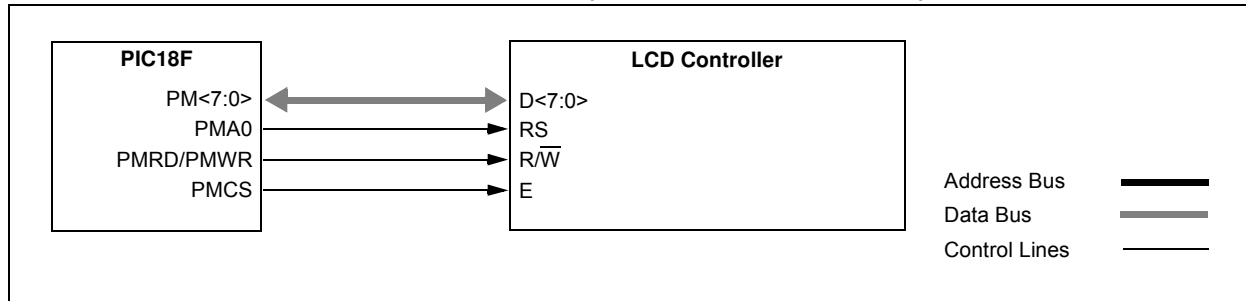 PIC18F
PM<7:0>
PMA0
PMRD/PMWR
PMCS
LCD Controller
D<7:0>
RS
R/W̅
E
Address Bus
Data Bus
Control Lines